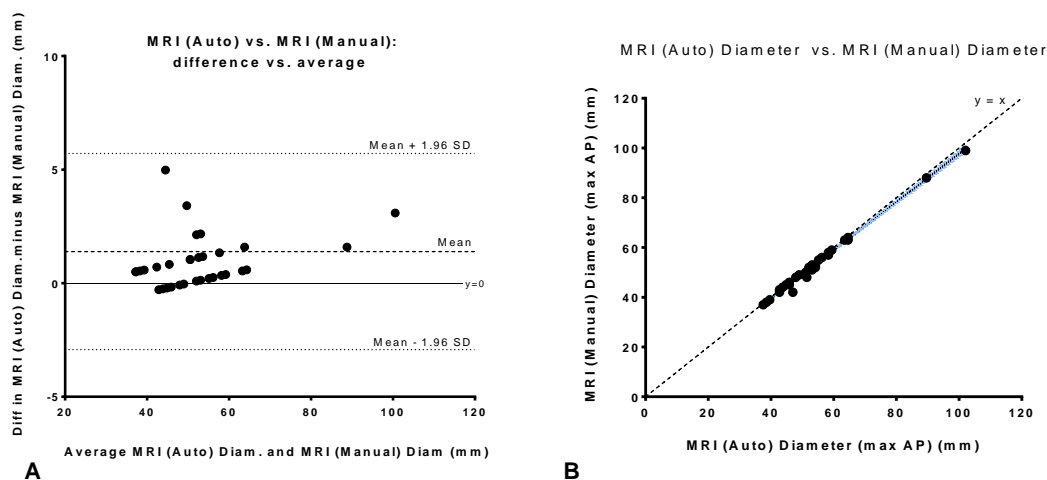 MRI (Auto) vs. MRI (Manual):
difference vs. average
Diff in MRI (Auto) Diam.minus MRI (Manual) Diam. (mm)
10
5
0
-5
Mean + 1.96 SD
Mean
y=0
Mean - 1.96 SD
20
40
60
80
100
120
Average MRI (Auto) Diam. and MRI (Manual) Diam (mm)
A
MRI (Auto) Diameter vs. MRI (Manual) Diameter
MRI (Manual) Diameter (max AP) (mm)
120
100
80
60
40
20
0
y = x
0
20
40
60
80
100
120
MRI (Auto) Diameter (max AP) (mm)
B